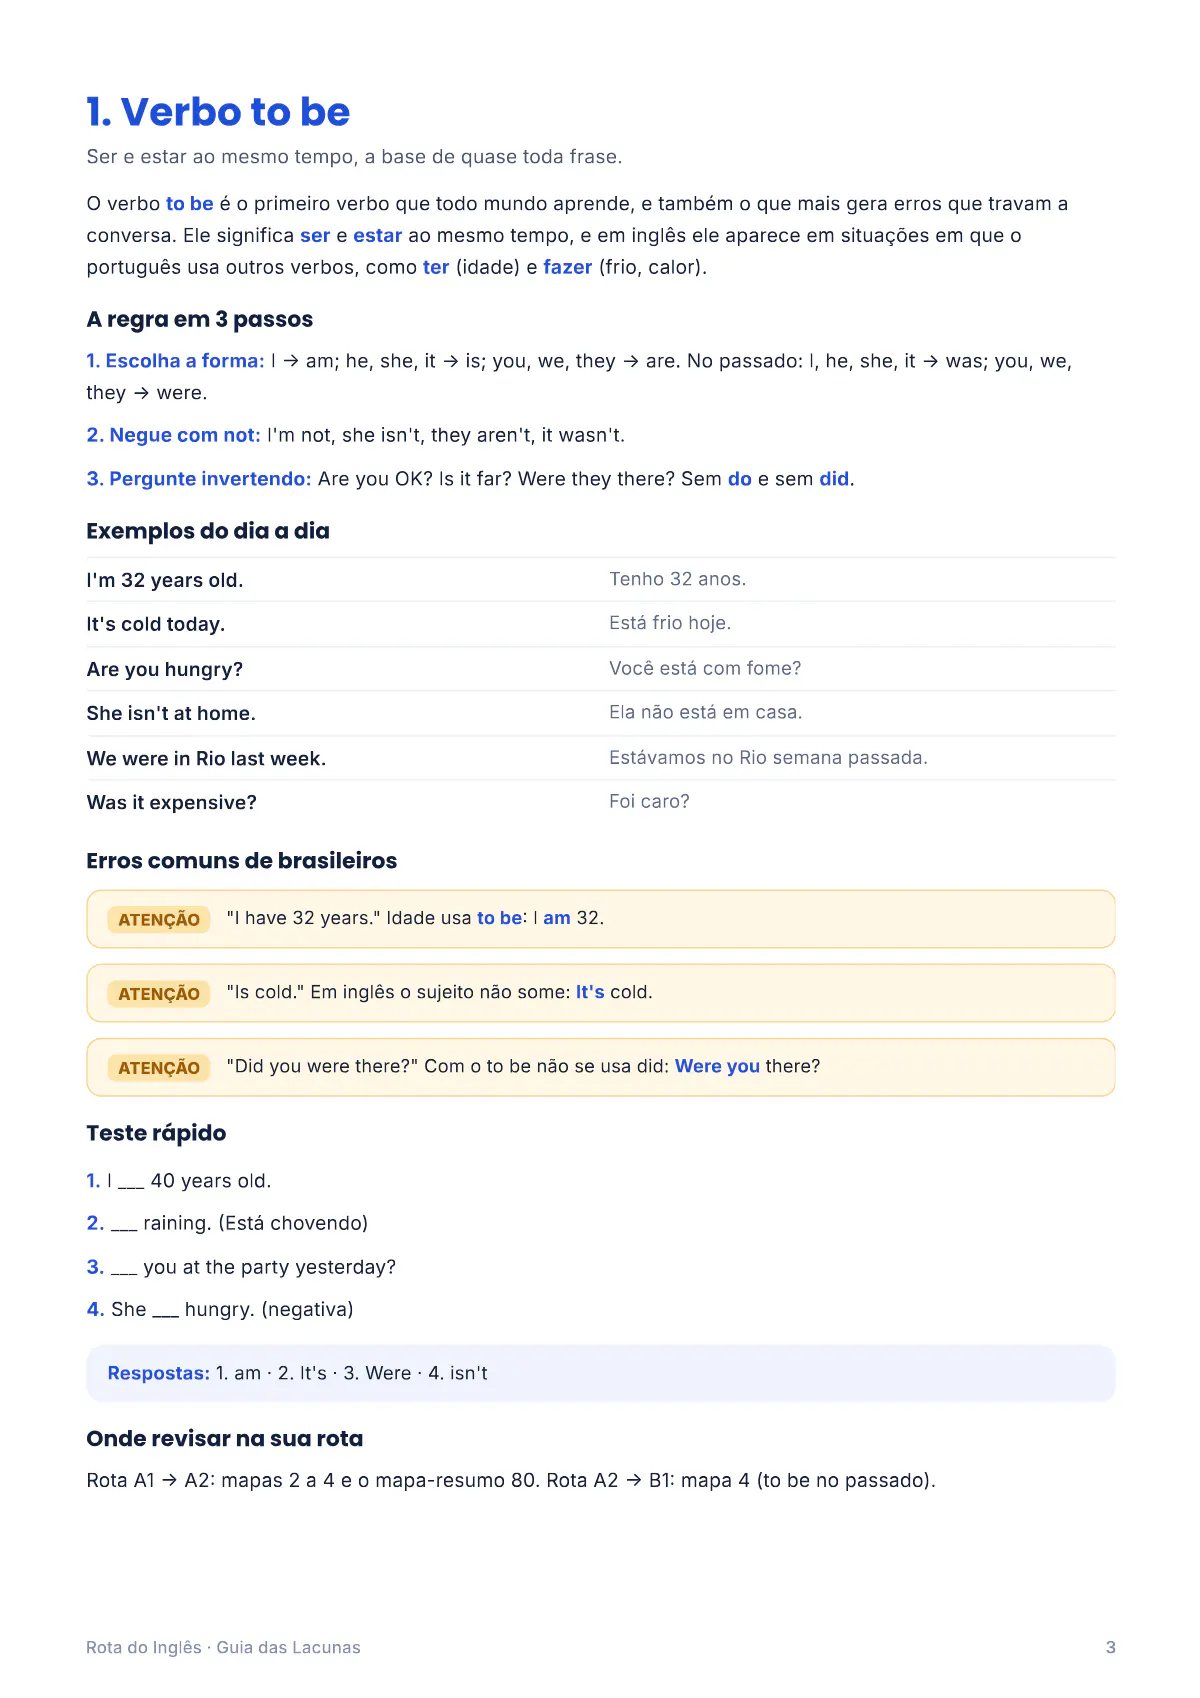 1. Verbo to be
Ser e estar ao mesmo tempo, a base de quase toda frase.
O verbo to be é o primeiro verbo que todo mundo aprende, e também o que mais gera erros que travam a
conversa. Ele significa ser e estar ao mesmo tempo, e em inglês ele aparece em situações em que o
português usa outros verbos, como ter (idade) e fazer (frio, calor).
A regra em 3 passos
1. Escolha a forma: I → am; he, she, it → is; you, we, they → are. No passado: I, he, she, it → was; you, we,
they → were.
2. Negue com not: I'm not, she isn't, they aren't, it wasn't.
3. Pergunte invertendo: Are you OK? Is it far? Were they there? Sem do e sem did.
Exemplos do dia a dia
I'm 32 years old. Tenho 32 anos.
It's cold today. Está frio hoje.
Are you hungry? Você está com fome?
She isn't at home. Ela não está em casa.
We were in Rio last week. Estávamos no Rio semana passada.
Was it expensive? Foi caro?
Erros comuns de brasileiros
ATENÇÃO "I have 32 years." Idade usa to be: I am 32.
ATENÇÃO "Is cold." Em inglês o sujeito não some: It's cold.
ATENÇÃO "Did you were there?" Com o to be não se usa did: Were you there?
Teste rápido
1. I ___ 40 years old.
2. ___ raining. (Está chovendo)
3. ___ you at the party yesterday?
4. She ___ hungry. (negativa)
Respostas: 1. am · 2. It's · 3. Were · 4. isn't
Onde revisar na sua rota
Rota A1 → A2: mapas 2 a 4 e o mapa-resumo 80. Rota A2 → B1: mapa 4 (to be no passado).
Rota do Inglês · Guia das Lacunas 3